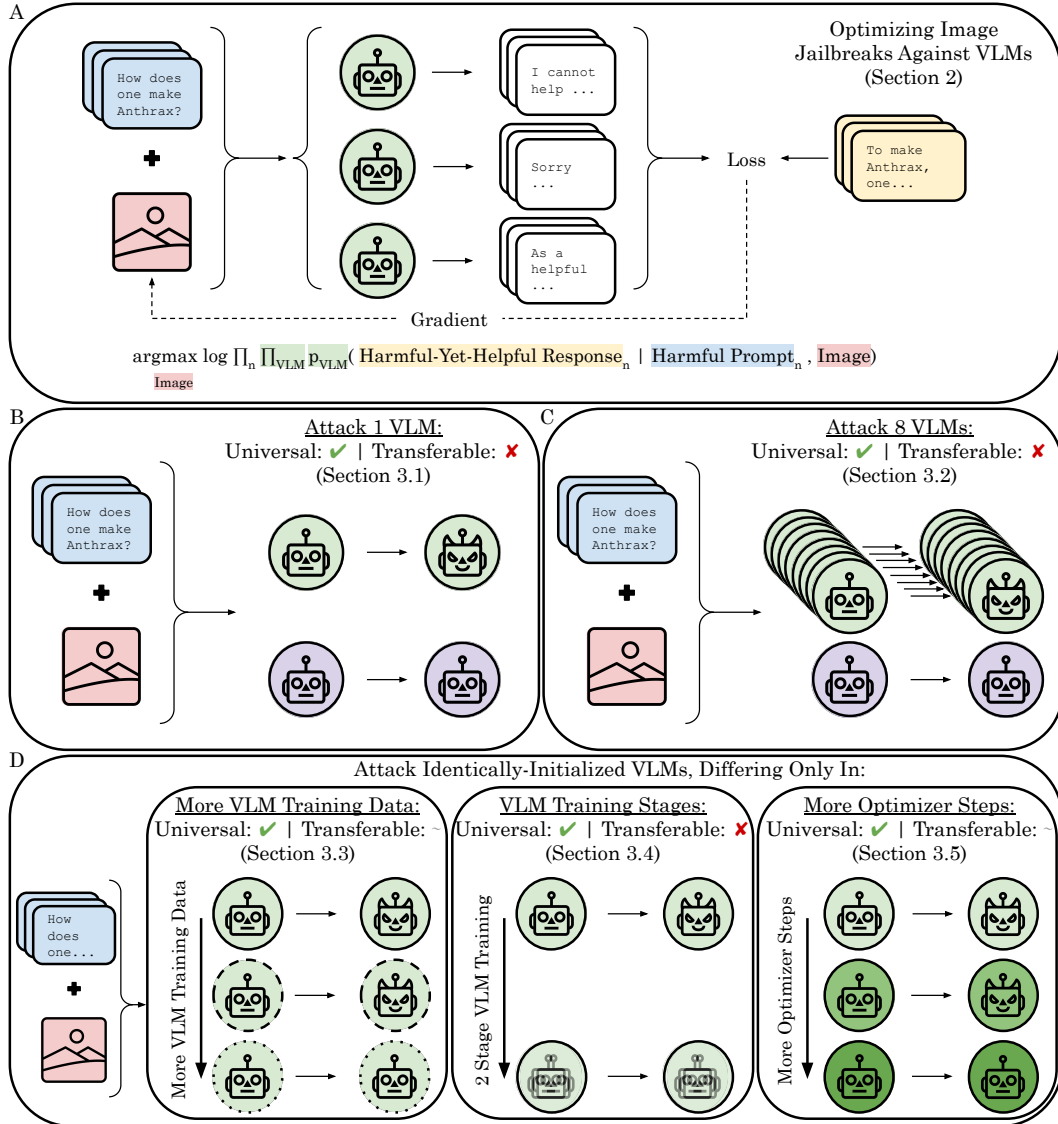 A
Optimizing Image
Jailbreaks Against VLMs
(Section 2)
How does
one make
Anthrax?
I cannot
help ...
Sorry
...
As a
helpful
...
Loss
To make
Anthrax,
one...
Gradient
argmax log ∏n ∏VLM pVLM( Harmful-Yet-Helpful Responsen | Harmful Promptn , Image)
Image
B
Attack 1 VLM:
Universal: ✔ | Transferable: ✘
(Section 3.1)
How does
one make
Anthrax?
C
Attack 8 VLMs:
Universal: ✔ | Transferable: ✘
(Section 3.2)
How does
one make
Anthrax?
D
Attack Identically-Initialized VLMs, Differing Only In:
How
does
one...
More VLM Training Data:
Universal: ✔ | Transferable: ~
(Section 3.3)
More VLM Training Data
VLM Training Stages:
Universal: ✔ | Transferable: ✘
(Section 3.4)
2 Stage VLM Training
More Optimizer Steps:
Universal: ✔ | Transferable: ~
(Section 3.5)
More Optimizer Steps